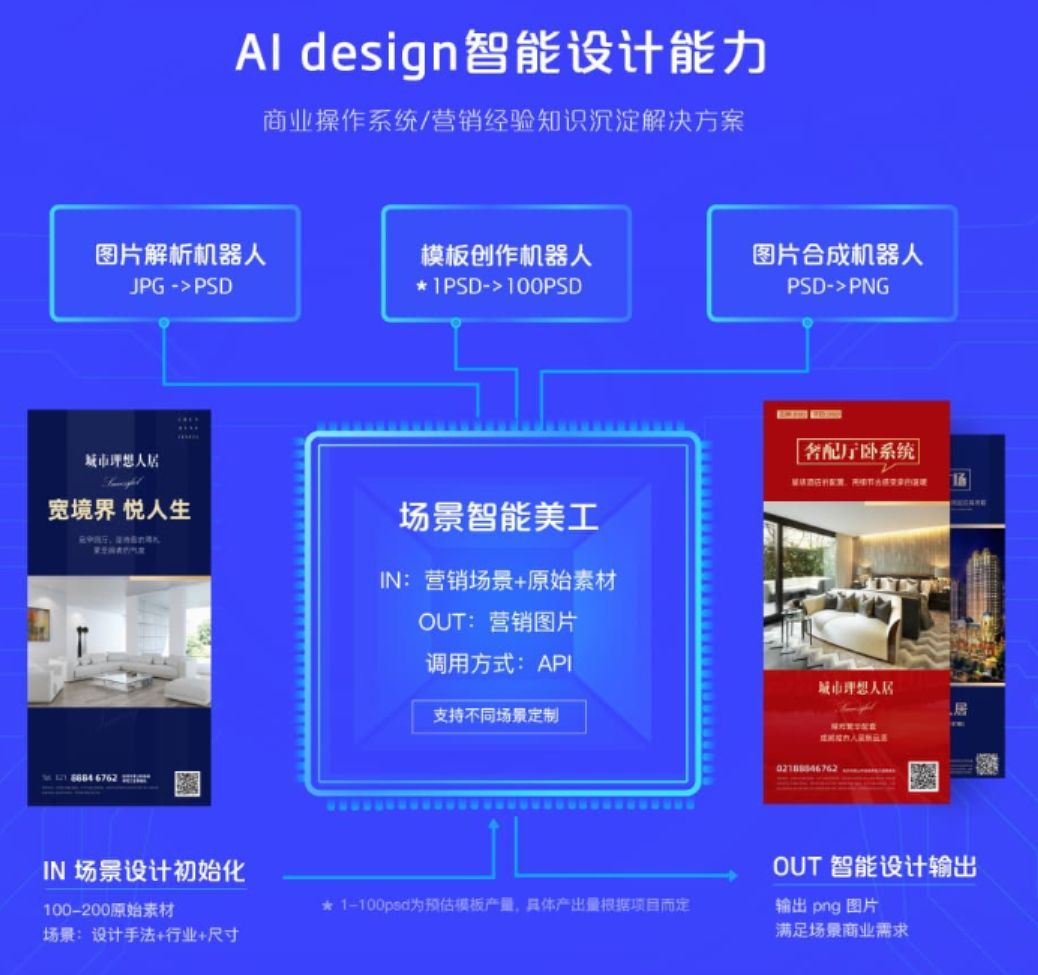 AI design智能设计能力
商业操作系统/营销经验知识沉淀解决方案
图片解析机器人
JPG ->PSD
模板创作机器人
* 1PSD->100PSD
图片合成机器人
PSD->PNG
城市理想人居
宽境界 悦人生
Tel: 021 8884 6762
场景智能美工
IN：营销场景+原始素材
OUT：营销图片
调用方式：API
支持不同场景定制
奢配厅卧系统
城市理想人居
02188846762
IN 场景设计初始化
100-200原始素材
场景：设计手法+行业+尺寸
* 1-100psd为预估模板产量, 具体产出量根据项目而定
OUT 智能设计输出
输出 png 图片
满足场景商业需求